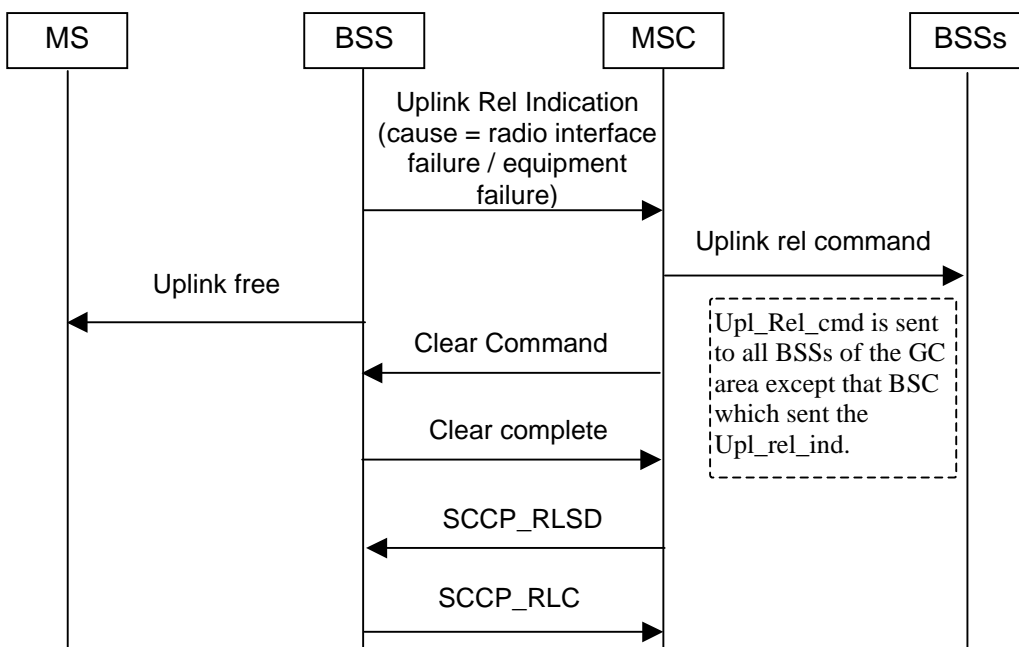 MS
BSS
MSC
BSSs
Uplink Rel Indication
(cause = radio interface
failure / equipment
failure)
Uplink rel command
Uplink free
Upl_Rel_cmd is sent
to all BSSs of the GC
area except that BSC
which sent the
Upl_rel_ind.
Clear Command
Clear complete
SCCP_RLSD
SCCP_RLC